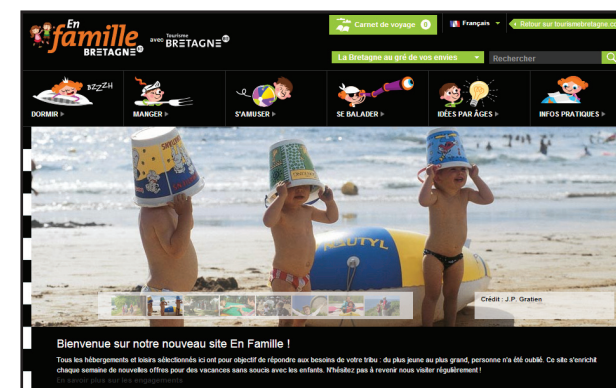 En famille BRETAGNE
avec Tourisme BRETAGNE
Carnet de voyage 0
Français
Retour sur tourismebretagne.co
La Bretagne au gré de vos envies
Rechercher
BZZZH
DORMIR
MANGER
S'AMUSER
SE BALADER
IDÉES PAR ÂGES
INFOS PRATIQUES
Crédit : J.P. Gratien
Bienvenue sur notre nouveau site En Famille !
Tous les hébergements et loisirs sélectionnés ici ont pour objectif de répondre aux besoins de votre tribu : du plus jeune au plus grand, personne n'a été oublié. Ce site s'enrichit
chaque semaine de nouvelles offres pour des vacances sans soucis avec les enfants. N'hésitez pas à revenir nous visiter régulièrement !
En savoir plus sur les engagements